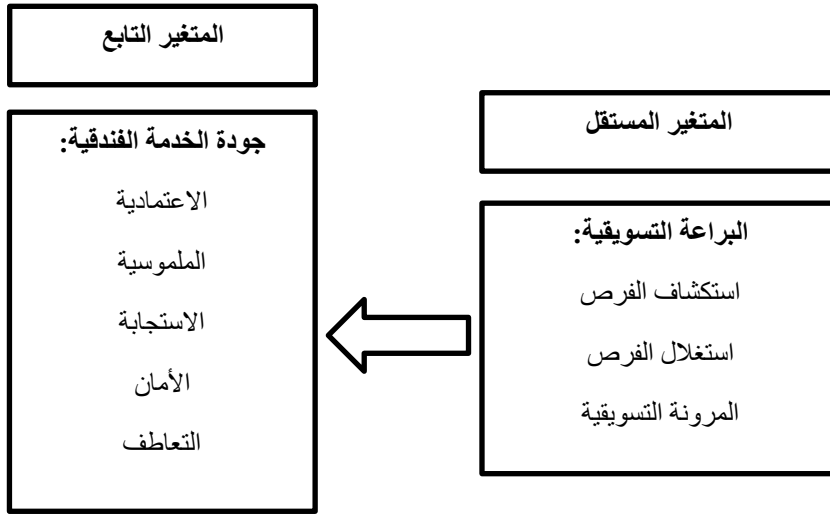 المتغير المستقل
البراعة التسويقية:
استكشاف الفرص
استغلال الفرص
المرونة التسويقية
المتغير التابع
جودة الخدمة الفندقية:
الاعتمادية
الملموسية
الاستجابة
الأمان
التعاطف